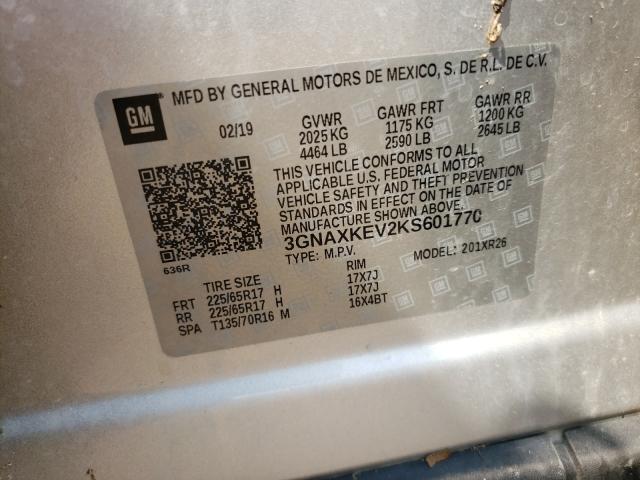 GM
MFD BY GENERAL MOTORS DE MEXICO, S. DE R.L. DE C.V.
02/19 GVWR GAWR FRT GAWR RR
2025 KG 1175 KG 1200 KG
4464 LB 2590 LB 2645 LB
THIS VEHICLE CONFORMS TO ALL
APPLICABLE U.S. FEDERAL MOTOR
VEHICLE SAFETY AND THEFT PREVENTION
STANDARDS IN EFFECT ON THE DATE OF
MANUFACTURE SHOWN ABOVE.
3GNAXKEV2KS601770
636R TYPE: M.P.V. MODEL: 201XR26
TIRE SIZE RIM
FRT 225/65R17 H 17X7J
RR 225/65R17 H 17X7J
SPA T135/70R16 M 16X4BT